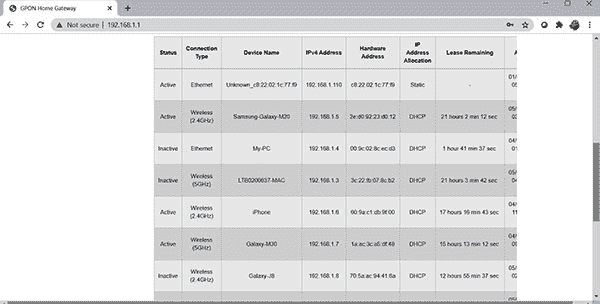 GPON Home Gateway
Not secure | 192.168.1.1
Status Connection Type Device Name IPv4 Address Hardware Address IP Address Allocation Lease Remaining
Active Ethernet Unknown_c8:22:02:1c:77:f9 192.168.1.110 c8:22:02:1c:77:f9 Static -
Active Wireless (2.4GHz) Samsung-Galaxy-M20 192.168.1.5 2e:d0:92:23:d0:12 DHCP 21 hours 2 min 12 sec
Inactive Ethernet My-PC 192.168.1.4 00:9c:02:8c:ec:d3 DHCP 1 hour 41 min 37 sec
Inactive Wireless (5GHz) LTB0200637-MAC 192.168.1.3 3c:22:fb:07:8c:b2 DHCP 21 hours 3 min 42 sec
Active Wireless (2.4GHz) iPhone 192.168.1.6 60:9a:c1:db:9f:00 DHCP 17 hours 16 min 43 sec
Active Wireless (5GHz) Galaxy-M30 192.168.1.7 1a:ac:3c:a5:df:48 DHCP 15 hours 13 min 12 sec
Inactive Wireless (2.4GHz) Galaxy-J8 192.168.1.8 70:5a:ac:94:41:6a DHCP 12 hours 55 min 37 sec